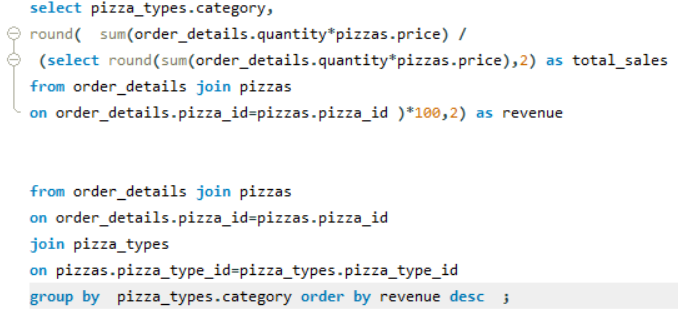 select pizza_types.category,
round(  sum(order_details.quantity*pizzas.price) /
(select round(sum(order_details.quantity*pizzas.price),2) as total_sales
from order_details join pizzas
on order_details.pizza_id=pizzas.pizza_id )*100,2) as revenue
from order_details join pizzas
on order_details.pizza_id=pizzas.pizza_id
join pizza_types
on pizzas.pizza_type_id=pizza_types.pizza_type_id
group by  pizza_types.category order by revenue desc  ;